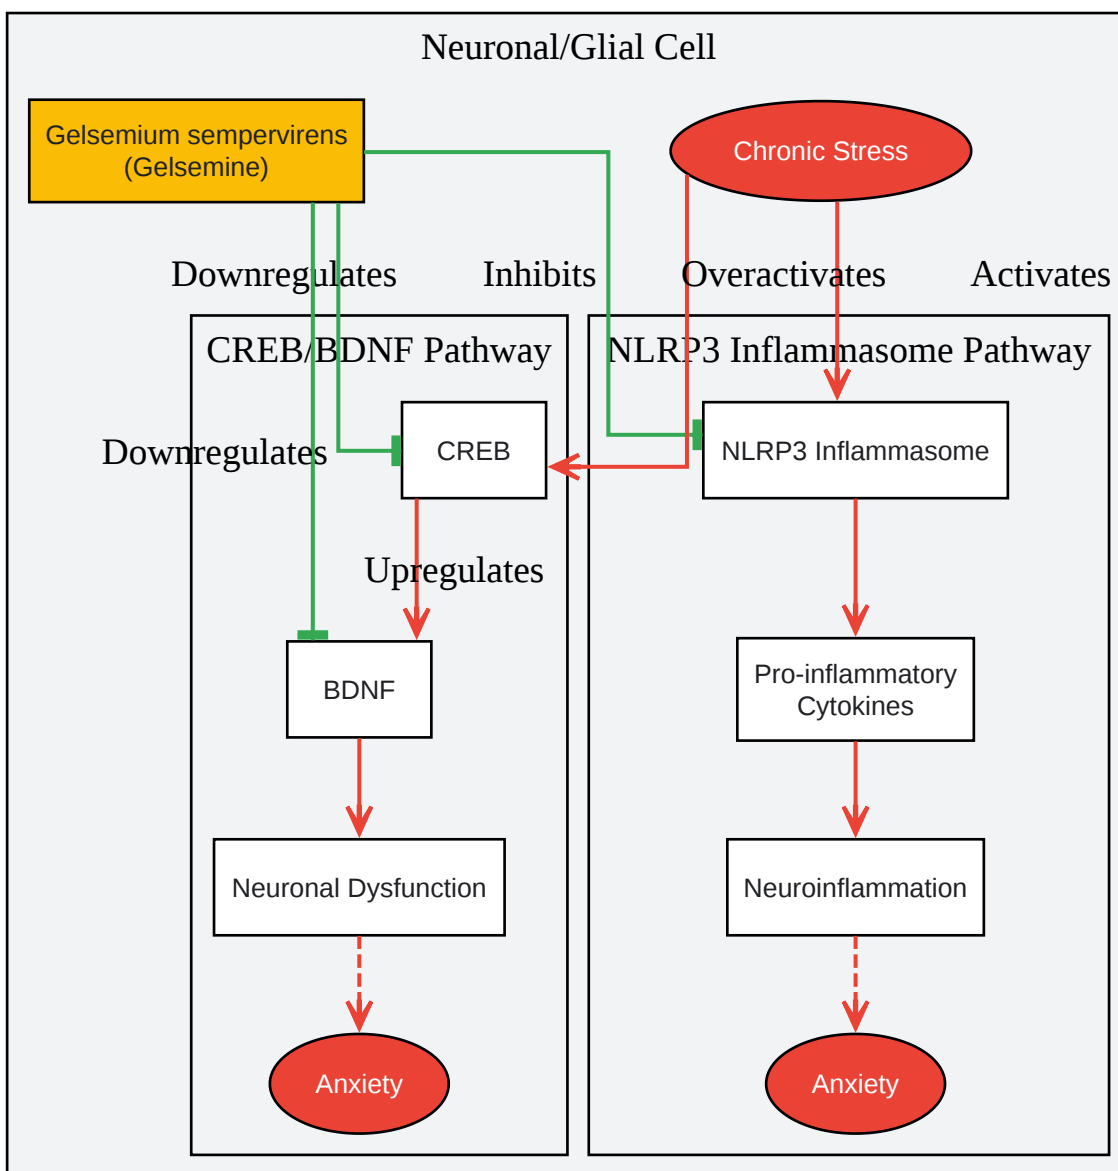 Neuronal/Glial Cell
Gelsemium sempervirens
(Gelsemine)
Chronic Stress
Downregulates
Inhibits
Overactivates
Activates
CREB/BDNF Pathway
NLRP3 Inflammasome Pathway
Downregulates
CREB
NLRP3 Inflammasome
Upregulates
BDNF
Pro-inflammatory
Cytokines
Neuronal Dysfunction
Neuroinflammation
Anxiety
Anxiety